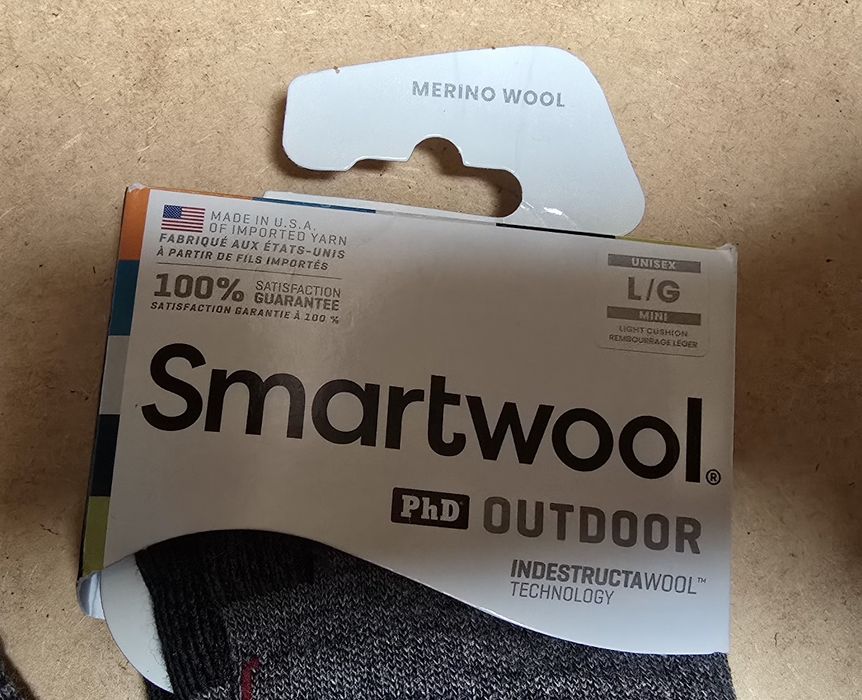 MERINO WOOL
MADE IN U.S.A.
OF IMPORTED YARN
FABRIQUÉ AUX ÉTATS-UNIS
À PARTIR DE FILS IMPORTÉS
100% SATISFACTION
GUARANTEE
SATISFACTION GARANTIE À 100 %
UNISEX
L/G
MINI
LIGHT CUSHION
REMBOURRAGE LÉGER
Smartwool®
PhD® OUTDOOR
INDESTRUCTAWOOL™
TECHNOLOGY